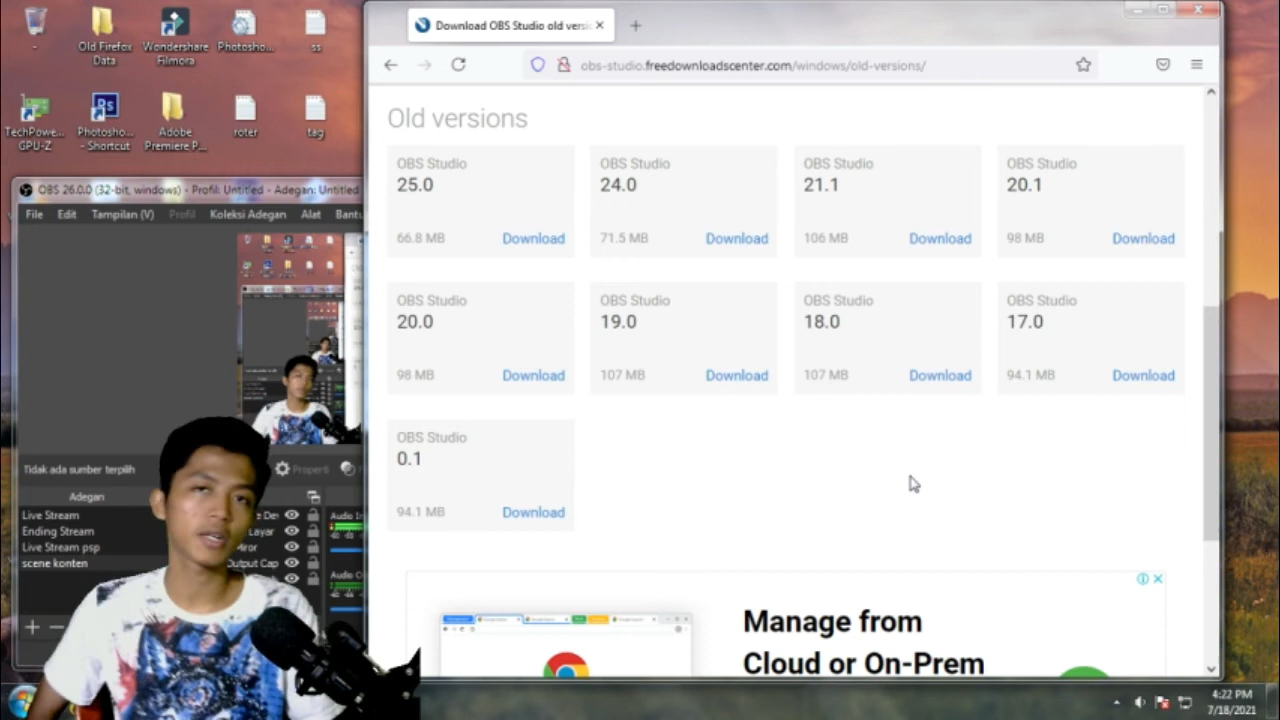 Old Firefox
Data
Wondershare
Filmora
Photosho...
ss
TechPowe...
GPU-Z
Photosho...
- Shortcut
Adobe
Premiere P...
roter
tag
OBS 26.0.0 (32-bit, windows) - Profil: Untitled - Adegan: Untitled
File Edit Tampilan (V) Profil Koleksi Adegan Alat Bantu
Tidak ada sumber terpilih
Properti
Adegan
Live Stream
Ending Stream
Live Stream psp
scene konten
e De
Layar
Output Cap
Audio In
Audio O
Download OBS Studio old versi
obs-studio.freedownloadscenter.com/windows/old-versions/
Old versions
OBS Studio
25.0
66.8 MB Download
OBS Studio
24.0
71.5 MB Download
OBS Studio
21.1
106 MB Download
OBS Studio
20.1
98 MB Download
OBS Studio
20.0
98 MB Download
OBS Studio
19.0
107 MB Download
OBS Studio
18.0
107 MB Download
OBS Studio
17.0
94.1 MB Download
OBS Studio
0.1
94.1 MB Download
Manage from
Cloud or On-Prem
4:22 PM
7/18/2021